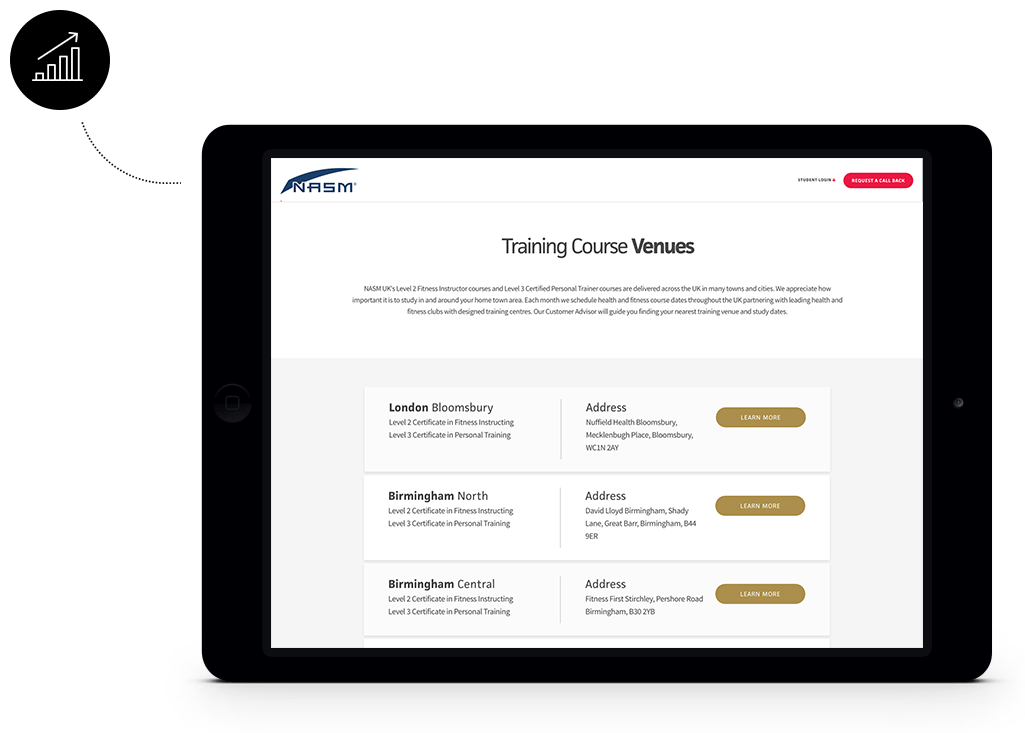 NASM
STUDENT LOGIN
REQUEST A CALL BACK
Training Course Venues
NASM UK's Level 2 Fitness Instructor courses and Level 3 Certified Personal Trainer courses are delivered across the UK in many towns and cities. We appreciate how
important it is to study in and around your home town area. Each month we schedule health and fitness course dates throughout the UK partnering with leading health and
fitness clubs with designed training centres. Our Customer Advisor will guide you finding your nearest training venue and study dates.
London Bloomsbury
Level 2 Certificate in Fitness Instructing
Level 3 Certificate in Personal Training
Address
Nuffield Health Bloomsbury,
Mecklenbugh Place, Bloomsbury,
WC1N 2AY
LEARN MORE
Birmingham North
Level 2 Certificate in Fitness Instructing
Level 3 Certificate in Personal Training
Address
David Lloyd Birmingham, Shady
Lane, Great Barr, Birmingham, B44
9ER
LEARN MORE
Birmingham Central
Level 2 Certificate in Fitness Instructing
Level 3 Certificate in Personal Training
Address
Fitness First Stirchley, Pershore Road
Birmingham, B30 2YB
LEARN MORE